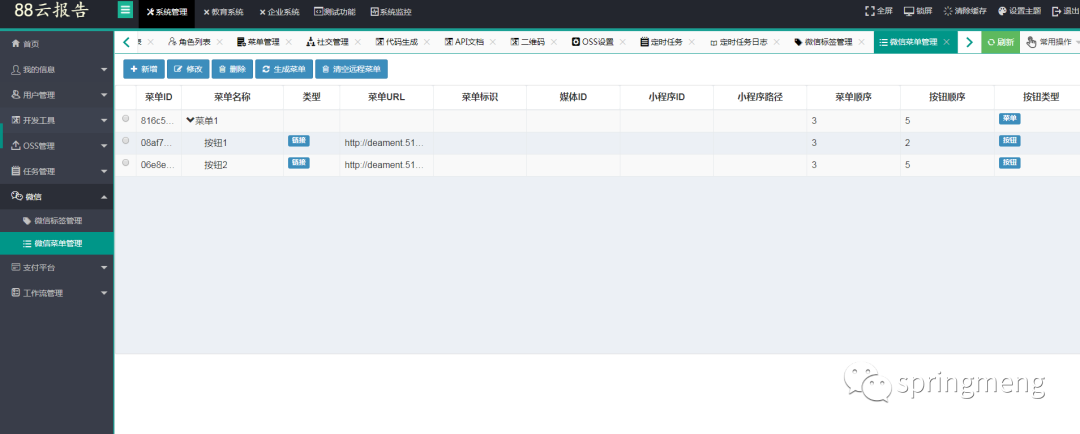 88云报告
系统管理 教育系统 企业系统 测试功能 系统监控
全屏 锁屏 清除缓存 设置主题 退出
角色列表 菜单管理 社交管理 代码生成 API文档 二维码 OSS设置 定时任务 定时任务日志 微信标签管理 微信菜单管理 刷新 常用操作
首页
我的信息
用户管理
开发工具
OSS管理
任务管理
微信
微信标签管理
微信菜单管理
支付平台
工作流管理
新增 修改 删除 生成菜单 清空远程菜单
菜单ID 菜单名称 类型 菜单URL 菜单标识 媒体ID 小程序ID 小程序路径 菜单顺序 按钮顺序 按钮类型
816c5... 菜单1 3 5 菜单
08af7... 按钮1 链接 http://deament.51... 3 2 按钮
06e8e... 按钮2 链接 http://deament.51... 3 5 按钮
springmeng